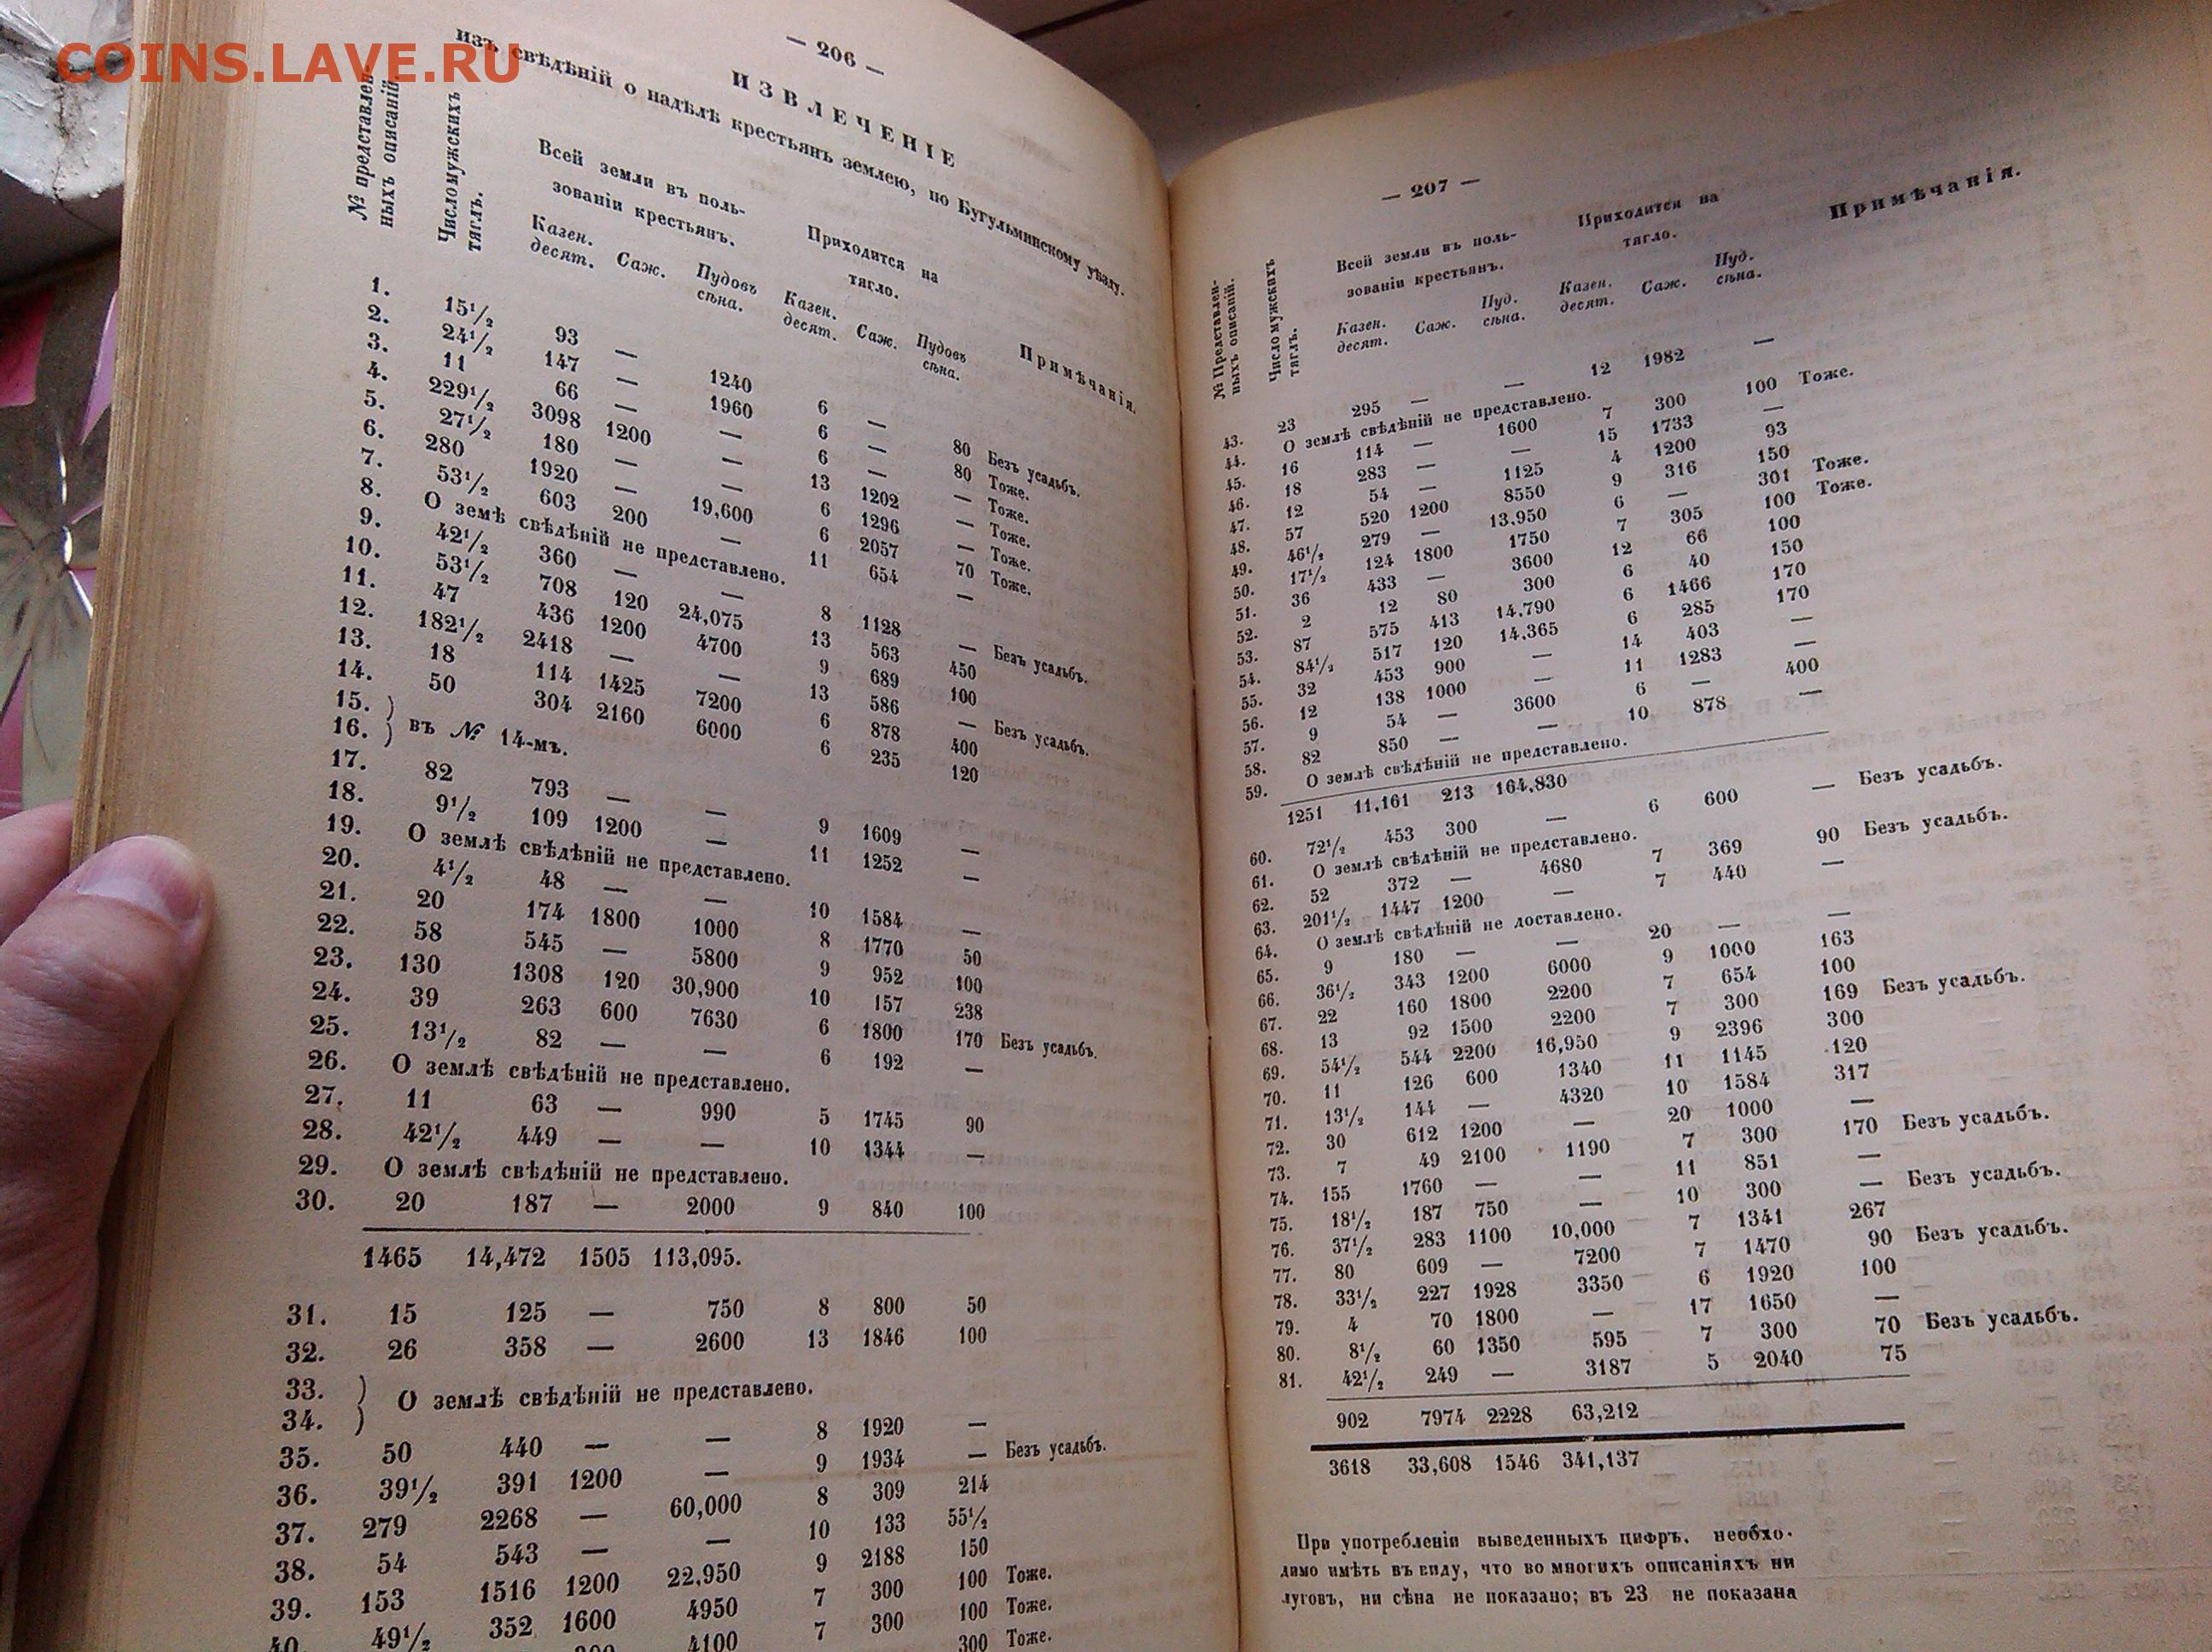 COINS.LAVE.RU
— 206 —
ИЗВЛЕЧЕНІЕ
изъ свѣдѣній о надѣлѣ крестьянъ землею, по Бугульминскому уѣзду.
№ представлен-
ныхъ описаній.
Число мужскихъ
тяглъ.
Всей земли въ поль-
зованіи крестьянъ.
Казен.
десят.
Саж.
Пудовъ
сѣна.
Приходится на
тягло.
Казен.
десят.
Саж.
Пудовъ
сѣна.
Примѣчанія.
1. 15½ 93 — 1240 6 — 80 Безъ усадьбъ.
2. 24½ 147 — 1960 6 — 80 Тоже.
3. 11 66 — — 6 — — Тоже.
4. 229½ 3098 1200 — 13 1202 — Тоже.
5. 27½ 180 — — 6 1296 — Тоже.
6. 280 1920 — 19,600 6 2057 70 Тоже.
7. 53½ 603 200 — 11 654 —
8. О земѣ свѣдѣній не представлено.
9. 42½ 360 — — 8 1128 — Безъ усадьбъ.
10. 53½ 708 120 24,075 13 563 450
11. 47 436 1200 4700 9 689 100
12. 182½ 2418 — — 13 586 — Безъ усадьбъ.
13. 18 114 1425 7200 6 878 400
14. 50 304 2160 6000 6 235 120
15.
16. } въ № 14-мъ.
17. 82 793 — — 9 1609 —
18. 9½ 109 1200 — 11 1252 —
19. О землѣ свѣдѣній не представлено.
20. 4½ 48 — — 10 1584 —
21. 20 174 1800 1000 8 1770 50
22. 58 545 — 5800 9 952 100
23. 130 1308 120 30,900 10 157 238
24. 39 263 600 7630 6 1800 170 Безъ усадьбъ.
25. 13½ 82 — — 6 192 —
26. О землѣ свѣдѣній не представлено.
27. 11 63 — 990 5 1745 90
28. 42½ 449 — — 10 1344 —
29. О землѣ свѣдѣній не представлено.
30. 20 187 — 2000 9 840 100
1465 14,472 1505 113,095.
31. 15 125 — 750 8 800 50
32. 26 358 — 2600 13 1846 100
33.
34. } О землѣ свѣдѣній не представлено.
35. 50 440 — — 8 1920 —
36. 39½ 391 1200 — 9 1934 — Безъ усадьбъ.
37. 279 2268 — 60,000 8 309 214
38. 54 543 — — 10 133 55½
39. 153 1516 1200 22,950 9 2188 150
40. 49½ 352 1600 4950 7 300 100 Тоже.
4100 7 300 100 Тоже.
300 Тоже.
— 207 —
№ Представлен-
ныхъ описаній.
Число мужскихъ
тяглъ.
Всей земли въ поль-
зованіи крестьянъ.
Казен.
десят.
Саж.
Пуд.
сѣна.
Приходится на
тягло.
Казен.
десят.
Саж.
Пуд.
сѣна.
Примѣчанія.
43. 23 295 — — 12 1982 —
44. О землѣ свѣдѣній не представлено.
45. 16 114 — 1600 7 300 100 Тоже.
46. 18 283 — — 15 1733 —
47. 12 54 — 1125 4 1200 93
48. 57 520 1200 8550 9 316 150
49. 46½ 279 — 13.950 6 — 301 Тоже.
50. 17½ 124 1800 1750 7 305 100 Тоже.
51. 36 433 — 3600 12 66 100
52. 2 12 80 300 6 40 150
53. 87 575 413 14.790 6 1466 170
54. 84½ 517 120 14.365 6 285 170
55. 32 453 900 — 14 403 —
56. 12 138 1000 — 11 1283 —
57. 9 54 — 3600 6 — 400
58. 82 850 — — 10 878 —
59. О землѣ свѣдѣній не представлено.
1251 11,161 213 164,830
60. 72½ 453 300 — 6 600 — Безъ усадьбъ.
61. О землѣ свѣдѣній не представлено.
62. 52 372 — 4680 7 369 90 Безъ усадьбъ.
63. 201½ 1447 1200 — 7 440 —
64. О землѣ свѣдѣній не доставлено.
65. 9 180 — — 20 — —
66. 36½ 343 1200 6000 9 1000 163
67. 22 160 1800 2200 7 654 100
68. 13 92 1500 2200 7 300 169 Безъ усадьбъ.
69. 54½ 544 2200 16,950 9 2396 300
70. 11 126 600 1340 11 1145 120
71. 13½ 144 — 4320 10 1584 317
72. 30 612 1200 — 20 1000 —
73. 7 49 2100 1190 7 300 170 Безъ усадьбъ.
74. 155 1760 — — 11 851 —
75. 18½ 187 750 — 10 300 — Безъ усадьбъ.
76. 37½ 283 1100 10,000 7 1341 267
77. 80 609 — 7200 7 1470 90 Безъ усадьбъ.
78. 33½ 227 1928 3350 6 1920 100
79. 4 70 1800 — 17 1650 —
80. 8½ 60 1350 595 7 300 70 Безъ усадьбъ.
81. 42½ 249 — 3187 5 2040 75
902 7974 2228 63,212
3618 33,608 1546 341,137
При употребленіи выведенныхъ цифръ. необхо-
димо имѣть въ виду, что во многихъ описаніяхъ ни
луговъ, ни сѣна не показано; въ 23 не показана